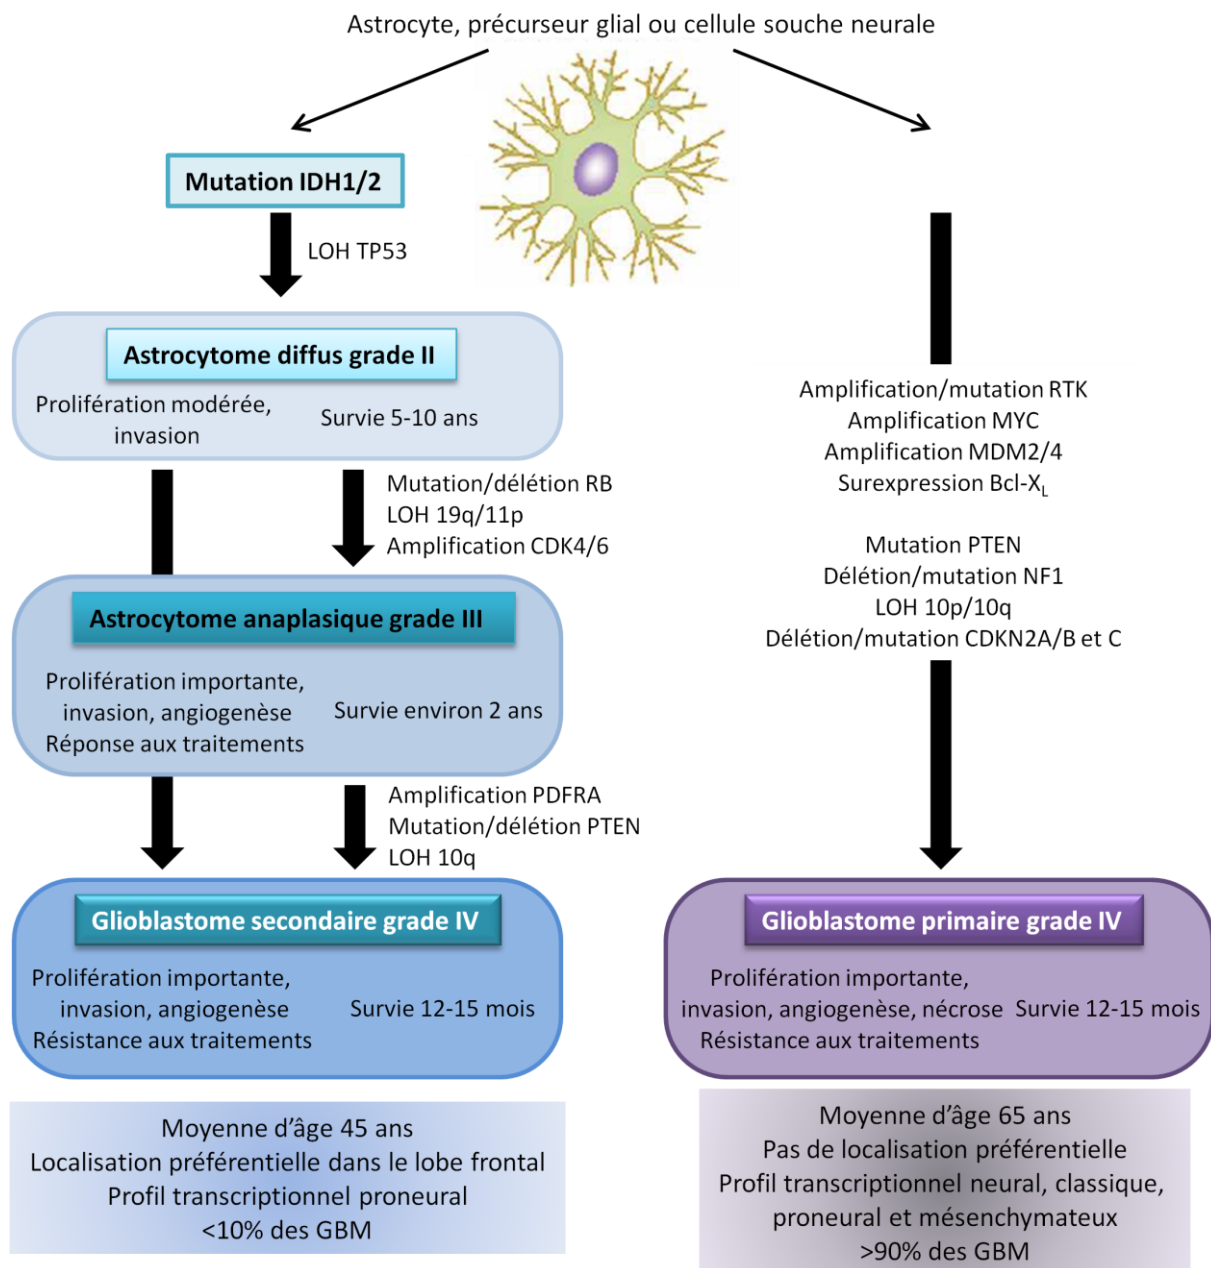 Astrocyte, précurseur glial ou cellule souche neurale
Mutation IDH1/2
LOH TP53
Astrocytome diffus grade II
Prolifération modérée,
invasion
Survie 5-10 ans
Mutation/délétion RB
LOH 19q/11p
Amplification CDK4/6
Astrocytome anaplasique grade III
Prolifération importante,
invasion, angiogenèse
Réponse aux traitements
Survie environ 2 ans
Amplification PDFRA
Mutation/délétion PTEN
LOH 10q
Glioblastome secondaire grade IV
Prolifération importante,
invasion, angiogenèse
Résistance aux traitements
Survie 12-15 mois
Moyenne d'âge 45 ans
Localisation préférentielle dans le lobe frontal
Profil transcriptionnel proneural
<10% des GBM
Amplification/mutation RTK
Amplification MYC
Amplification MDM2/4
Surexpression Bcl-XL
Mutation PTEN
Délétion/mutation NF1
LOH 10p/10q
Délétion/mutation CDKN2A/B et C
Glioblastome primaire grade IV
Prolifération importante,
invasion, angiogenèse, nécrose
Résistance aux traitements
Survie 12-15 mois
Moyenne d'âge 65 ans
Pas de localisation préférentielle
Profil transcriptionnel neural, classique,
proneural et mésenchymateux
>90% des GBM